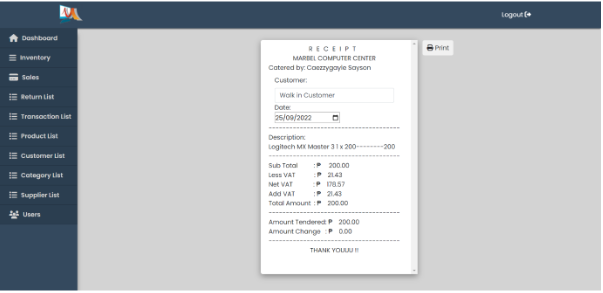 Logout
Dashboard
Inventory
Sales
Return List
Transaction List
Product List
Customer List
Category List
Supplier List
Users
Print
R E C E I P T
MARBEL COMPUTER CENTER
Catered by: Caezzygayle Sayson
Customer:
Walk in Customer
Date:
25/09/2022
------------------------------------------------
Description:
Logitech MX Master 3 1 x 200---------200
------------------------------------------------
Sub Total : ₱ 200.00
Less VAT : ₱ 21.43
Net VAT : ₱ 178.57
Add VAT : ₱ 21.43
Total Amount : ₱ 200.00
------------------------------------------------
Amount Tendered: ₱ 200.00
Amount Change : ₱ 0.00
------------------------------------------------
THANK YOUUU !!